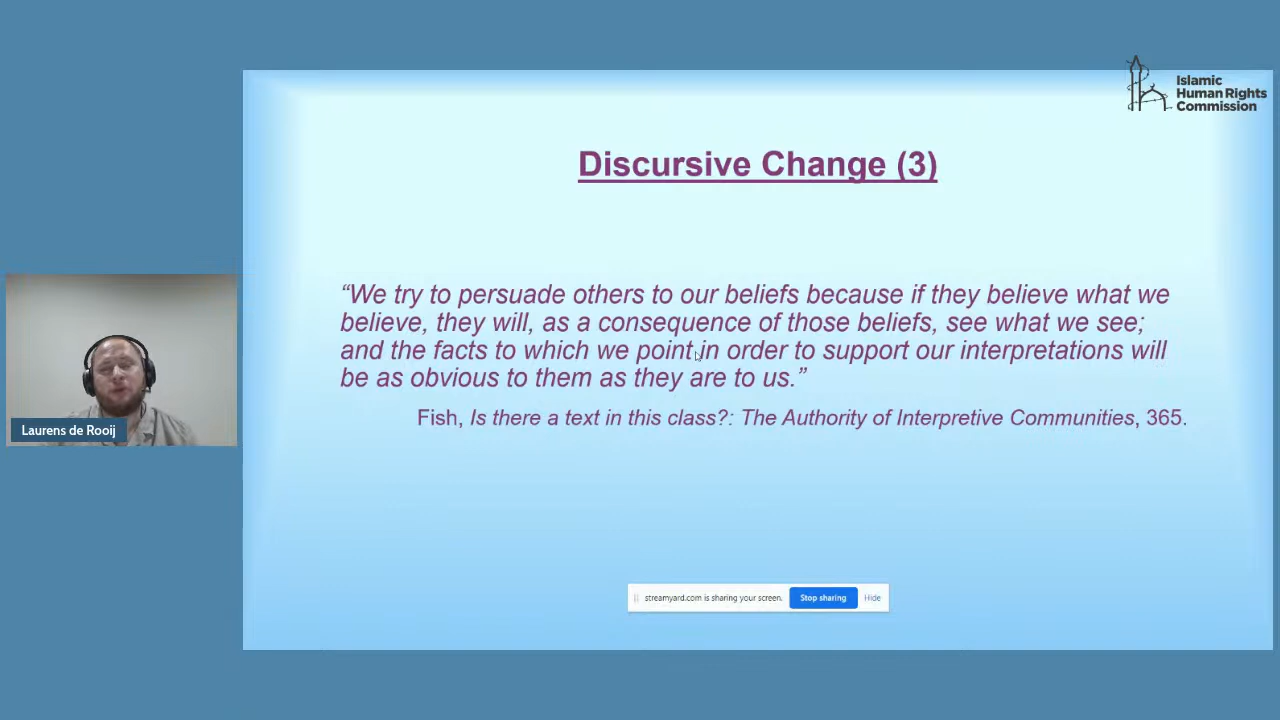 Islamic
Human Rights
Commission
Discursive Change (3)
“We try to persuade others to our beliefs because if they believe what we
believe, they will, as a consequence of those beliefs, see what we see;
and the facts to which we point in order to support our interpretations will
be as obvious to them as they are to us.”
Fish, Is there a text in this class?: The Authority of Interpretive Communities, 365.
Laurens de Rooij
streamyard.com is sharing your screen. Stop sharing Hide